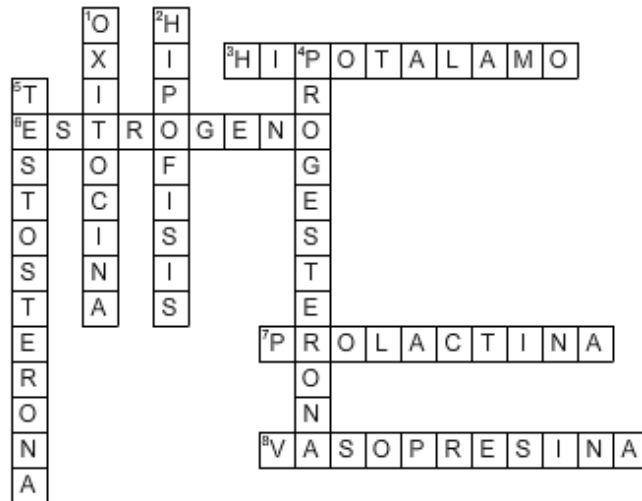 1 OXITOCINA
2 HIPOFISIS
3 HIPOTALAMO
4 PROGESTERONA
5 TESTOSTERONA
6 ESTROGENO
7 PROLACTINA
8 VASOPRESINA